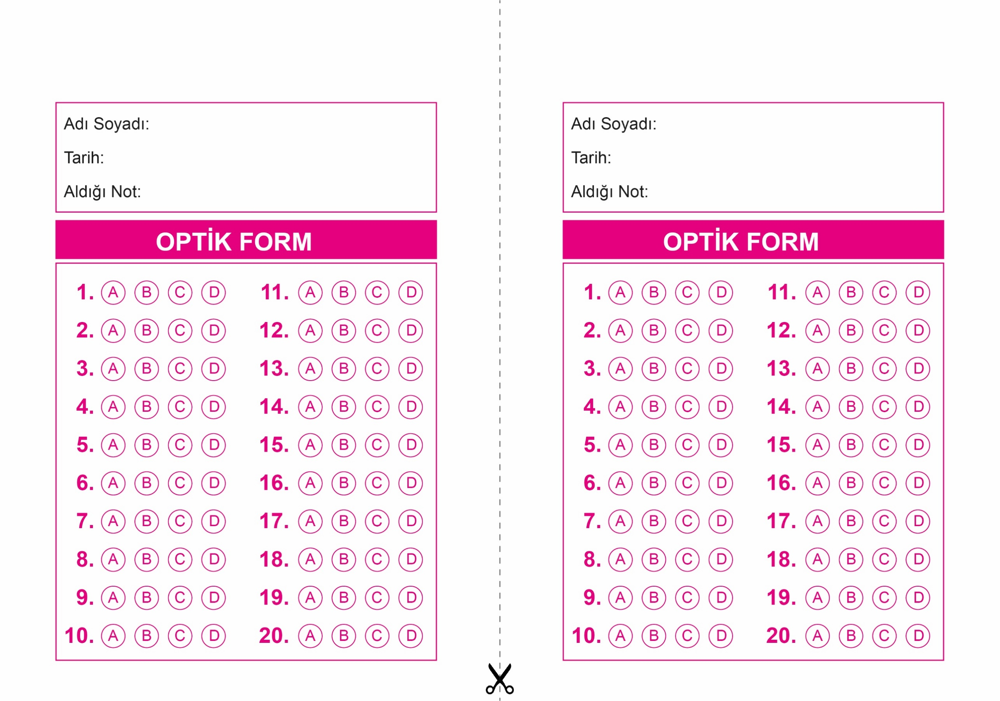 Adı Soyadı:
Tarih:
Aldığı Not:
OPTİK FORM
1. A B C D 11. A B C D
2. A B C D 12. A B C D
3. A B C D 13. A B C D
4. A B C D 14. A B C D
5. A B C D 15. A B C D
6. A B C D 16. A B C D
7. A B C D 17. A B C D
8. A B C D 18. A B C D
9. A B C D 19. A B C D
10. A B C D 20. A B C D
Adı Soyadı:
Tarih:
Aldığı Not:
OPTİK FORM
1. A B C D 11. A B C D
2. A B C D 12. A B C D
3. A B C D 13. A B C D
4. A B C D 14. A B C D
5. A B C D 15. A B C D
6. A B C D 16. A B C D
7. A B C D 17. A B C D
8. A B C D 18. A B C D
9. A B C D 19. A B C D
10. A B C D 20. A B C D